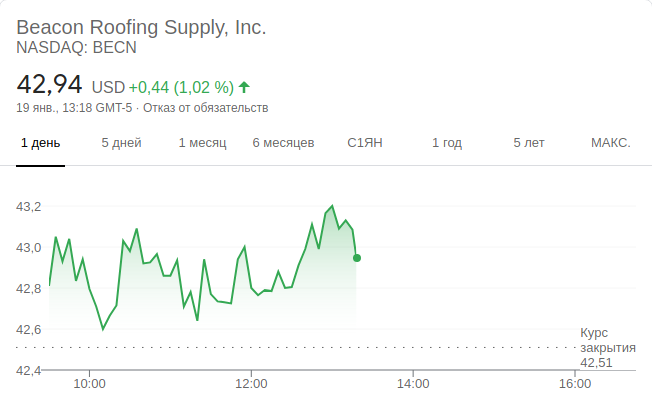 Beacon Roofing Supply, Inc.
NASDAQ: BECN
42,94 USD +0,44 (1,02 %)
19 янв., 13:18 GMT-5 · Отказ от обязательств
1 день 5 дней 1 месяц 6 месяцев С1ЯН 1 год 5 лет МАКС.
43,2
43,0
42,8
42,6
Курс
закрытия
42,51
42,4
10:00 12:00 14:00 16:00